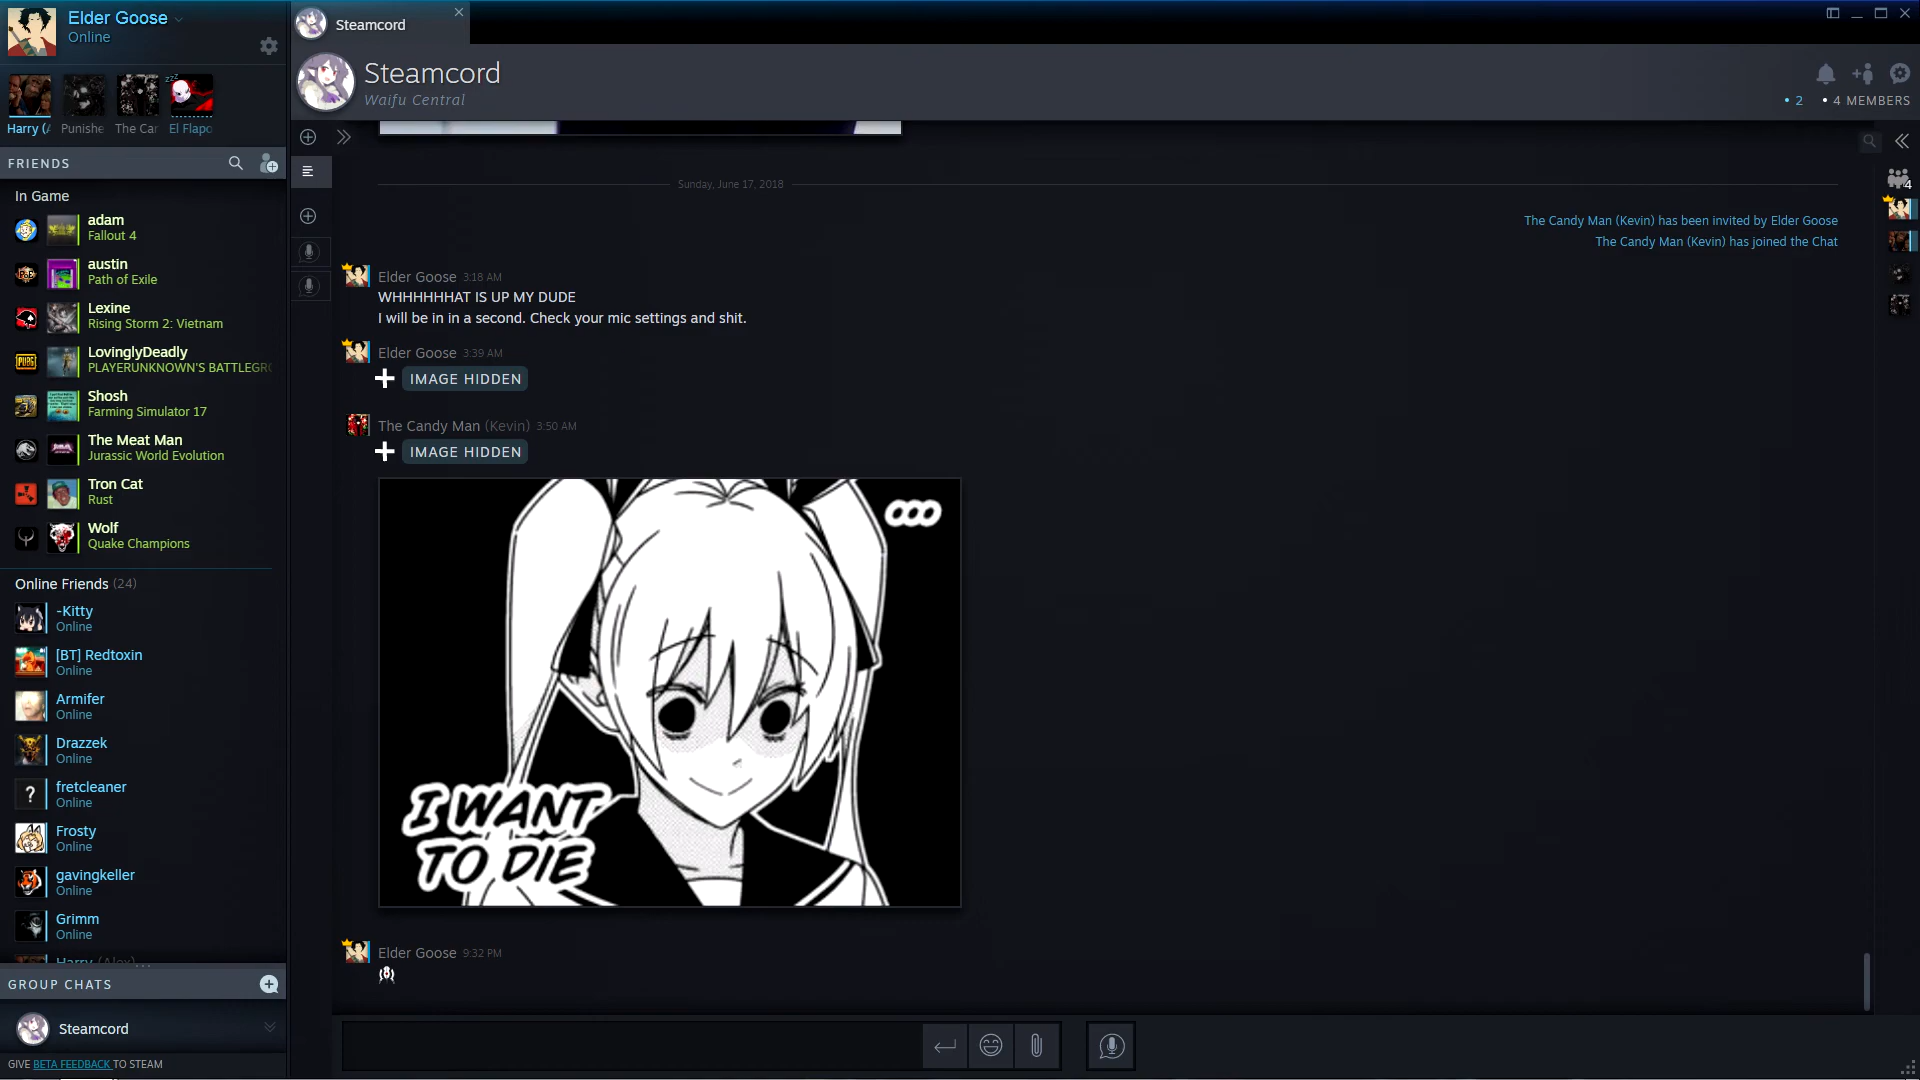 Elder Goose
Online
Harry (A
Punishe
The Car
El Flapo
FRIENDS
In Game
adam
Fallout 4
austin
Path of Exile
Lexine
Rising Storm 2: Vietnam
LovinglyDeadly
PLAYERUNKNOWN'S BATTLEGR
Shosh
Farming Simulator 17
The Meat Man
Jurassic World Evolution
Tron Cat
Rust
Wolf
Quake Champions
Online Friends (24)
-Kitty
Online
[BT] Redtoxin
Online
Armifer
Online
Drazzek
Online
fretcleaner
Online
Frosty
Online
gavingkeller
Online
Grimm
Online
Harry (Alex)
GROUP CHATS
Steamcord
GIVE BETA FEEDBACK TO STEAM
Steamcord
Steamcord
Waifu Central
• 2 • 4 MEMBERS
4
Sunday, June 17, 2018
The Candy Man (Kevin) has been invited by Elder Goose
The Candy Man (Kevin) has joined the Chat
Elder Goose 3:18 AM
WHHHHHHAT IS UP MY DUDE
I will be in in a second. Check your mic settings and shit.
Elder Goose 3:39 AM
IMAGE HIDDEN
The Candy Man (Kevin) 3:50 AM
IMAGE HIDDEN
I WANT
TO DIE
Elder Goose 9:32 PM